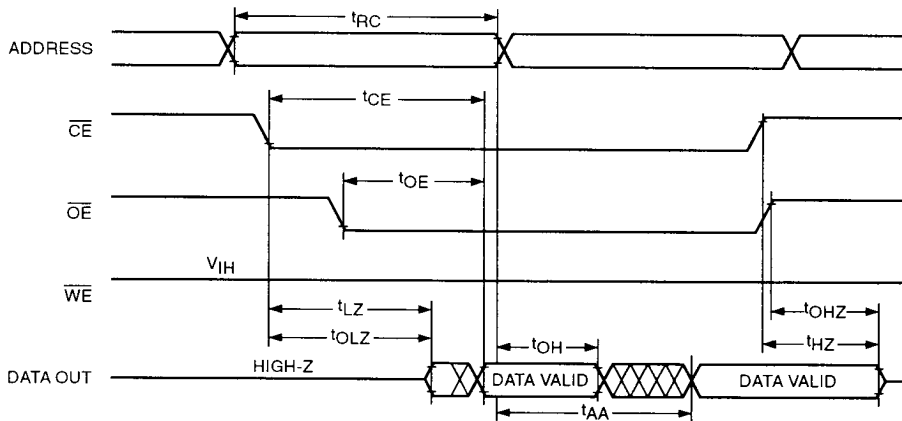 tRC
ADDRESS
tCE
CE
tOE
OE
VIH
WE
tLZ
tOHZ
tOLZ
tOH
tHZ
HIGH-Z
DATA OUT
DATA VALID
DATA VALID
tAA